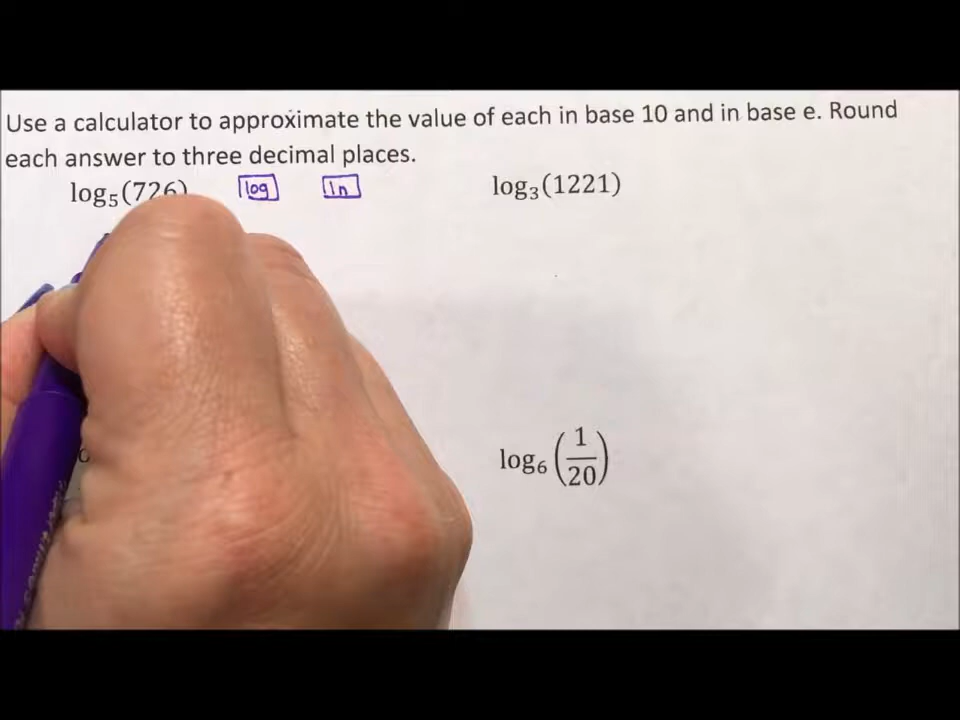 Use a calculator to approximate the value of each in base 10 and in base e. Round
each answer to three decimal places.
log₅(726) log ln log₃(1221)
log₆(1/20)